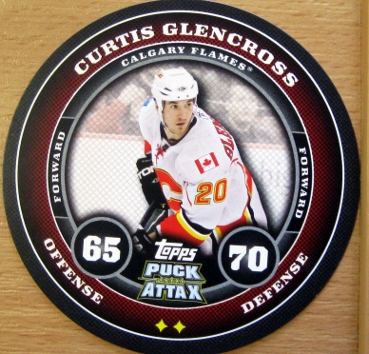 CURTIS GLENCROSS
CALGARY FLAMES®
FORWARD
FORWARD
20
65
70
topps
PUCK
ATTAX
OFFENSE
DEFENSE